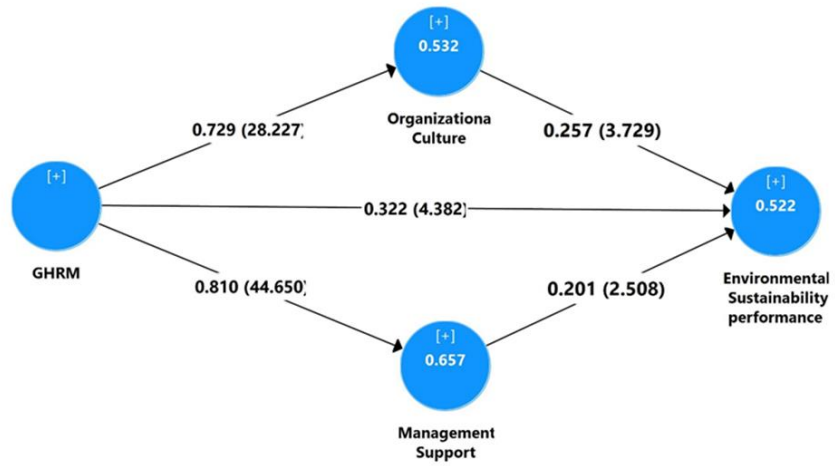 [+]
0.532
Organizationa
Culture
0.729 (28.227)
0.257 (3.729)
[+]
GHRM
0.322 (4.382)
[+]
0.522
Environmental
Sustainability
performance
0.810 (44.650)
0.201 (2.508)
[+]
0.657
Management
Support